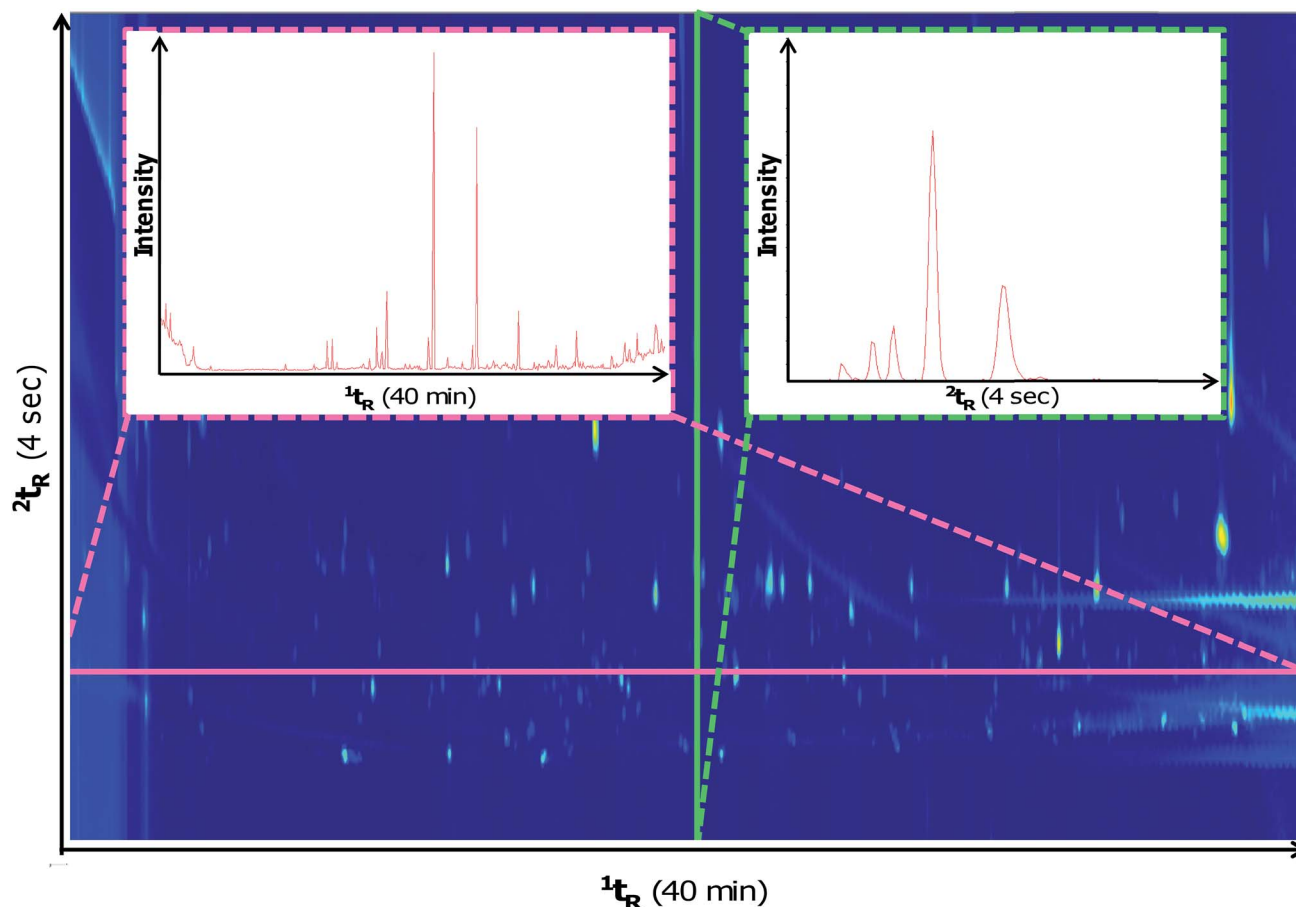 Intensity
¹tR (40 min)
Intensity
²tR (4 sec)
²tR (4 sec)
¹tR (40 min)